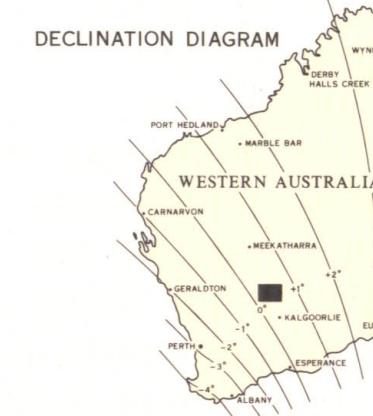 DECLINATION DIAGRAM
DERBY
HALLS CREEK
PORT HEDLAND
MARBLE BAR
WESTERN AUSTRALIA
CARNARVON
MEEKATHARRA
+2°
GERALDTON
+1°
0°
KALGOORLIE
-1°
PERTH
-2°
-3°
ESPERANCE
-4°
ALBANY